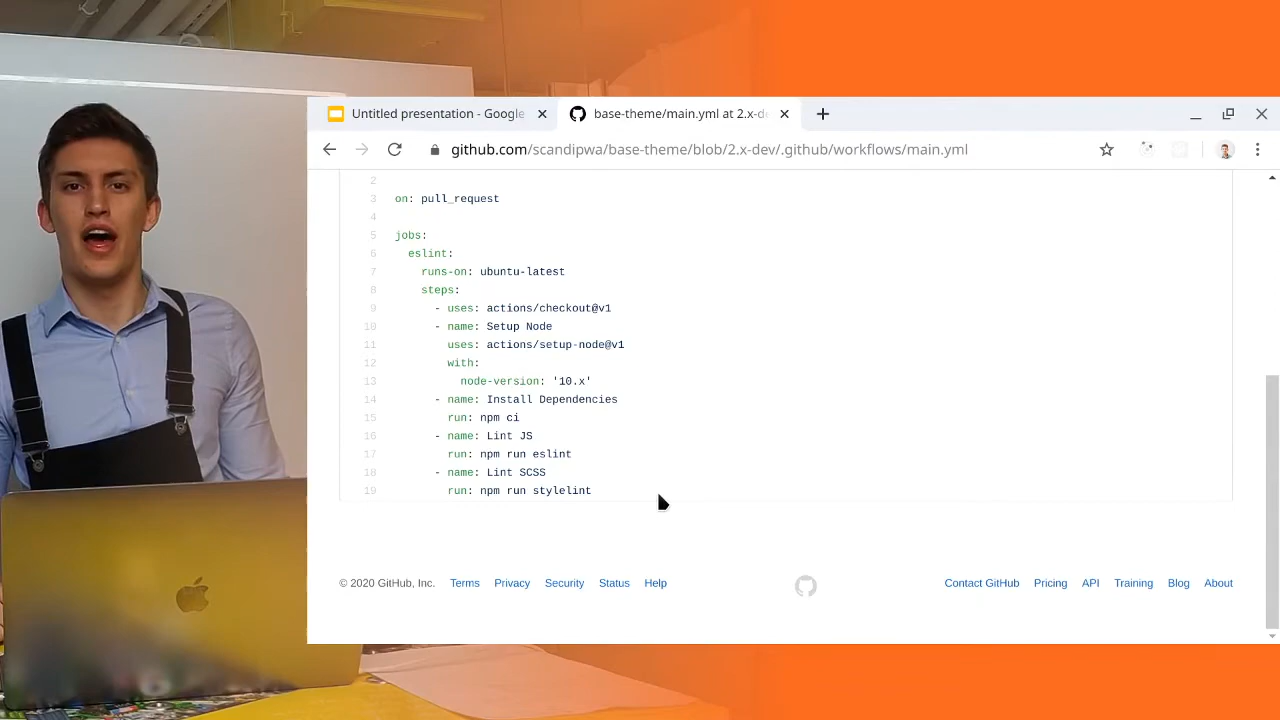 Untitled presentation - Google
base-theme/main.yml at 2.x-de
github.com/scandipwa/base-theme/blob/2.x-dev/.github/workflows/main.yml
2
3 on: pull_request
4
5 jobs:
6 eslint:
7 runs-on: ubuntu-latest
8 steps:
9 - uses: actions/checkout@v1
10 - name: Setup Node
11 uses: actions/setup-node@v1
12 with:
13 node-version: '10.x'
14 - name: Install Dependencies
15 run: npm ci
16 - name: Lint JS
17 run: npm run eslint
18 - name: Lint SCSS
19 run: npm run stylelint
© 2020 GitHub, Inc. Terms Privacy Security Status Help Contact GitHub Pricing API Training Blog About